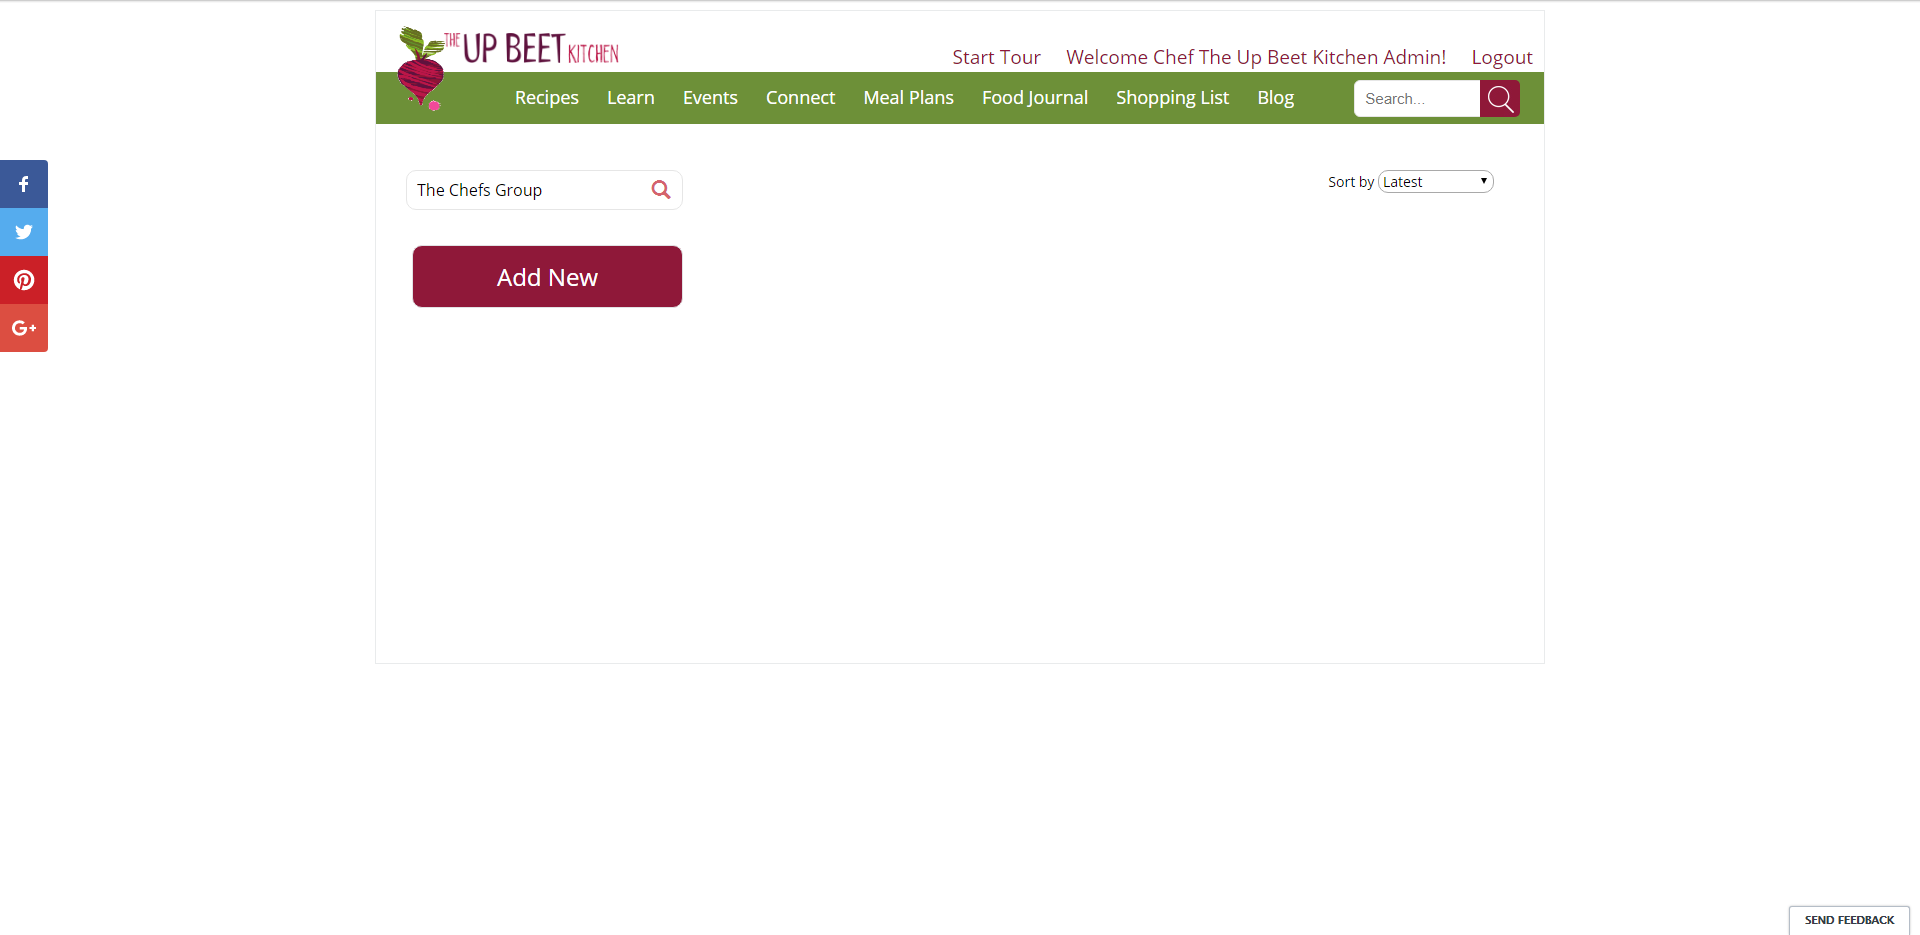 THE UP BEET KITCHEN
Start Tour Welcome Chef The Up Beet Kitchen Admin! Logout
Recipes Learn Events Connect Meal Plans Food Journal Shopping List Blog Search...
f
The Chefs Group
Sort by Latest
Add New
G+
SEND FEEDBACK